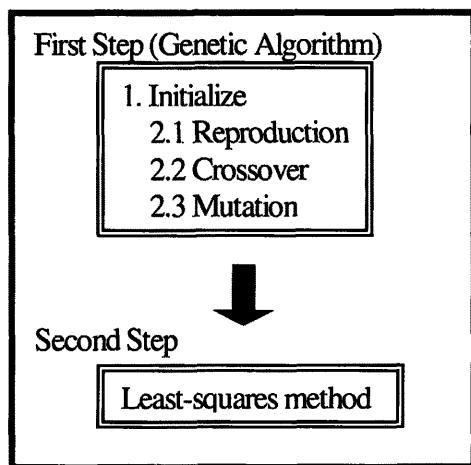 First Step (Genetic Algorithm)
1. Initialize
2.1 Reproduction
2.2 Crossover
2.3 Mutation
Second Step
Least-squares method